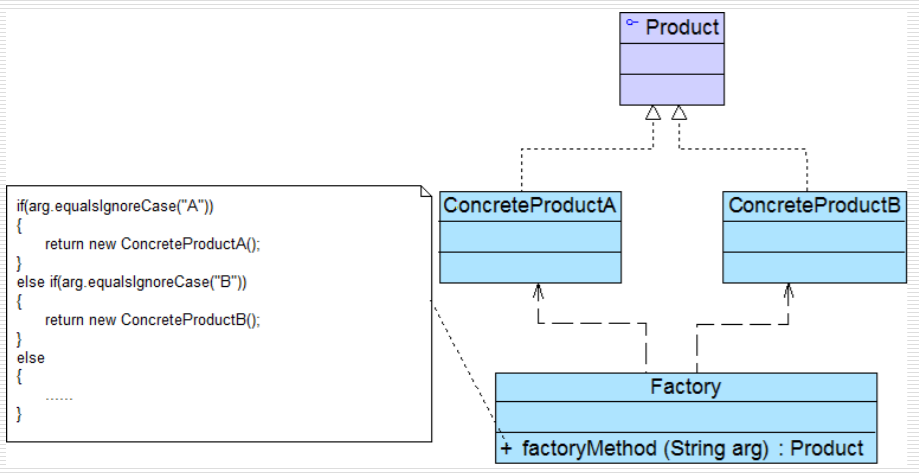 Product
ConcreteProductA
ConcreteProductB
if(arg.equalsIgnoreCase("A"))
{
return new ConcreteProductA();
}
else if(arg.equalsIgnoreCase("B"))
{
return new ConcreteProductB();
}
else
{
......
}
Factory
+ factoryMethod (String arg) : Product